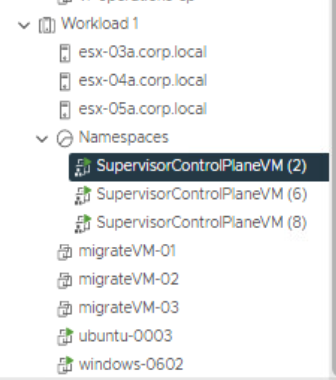 Workload 1
esx-03a.corp.local
esx-04a.corp.local
esx-05a.corp.local
Namespaces
SupervisorControlPlaneVM (2)
SupervisorControlPlaneVM (6)
SupervisorControlPlaneVM (8)
migrateVM-01
migrateVM-02
migrateVM-03
ubuntu-0003
windows-0602